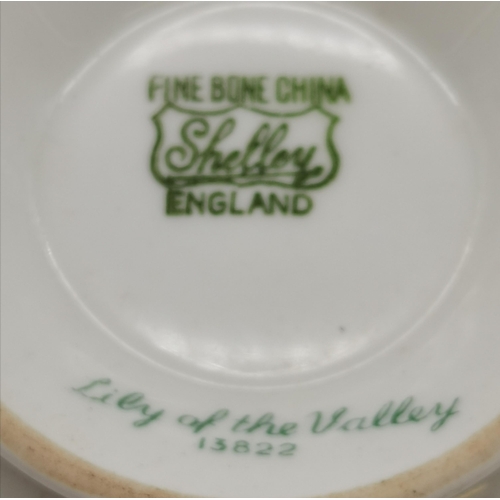 FINE BONE CHINA
Shelley
ENGLAND
Lily of the Valley
13822